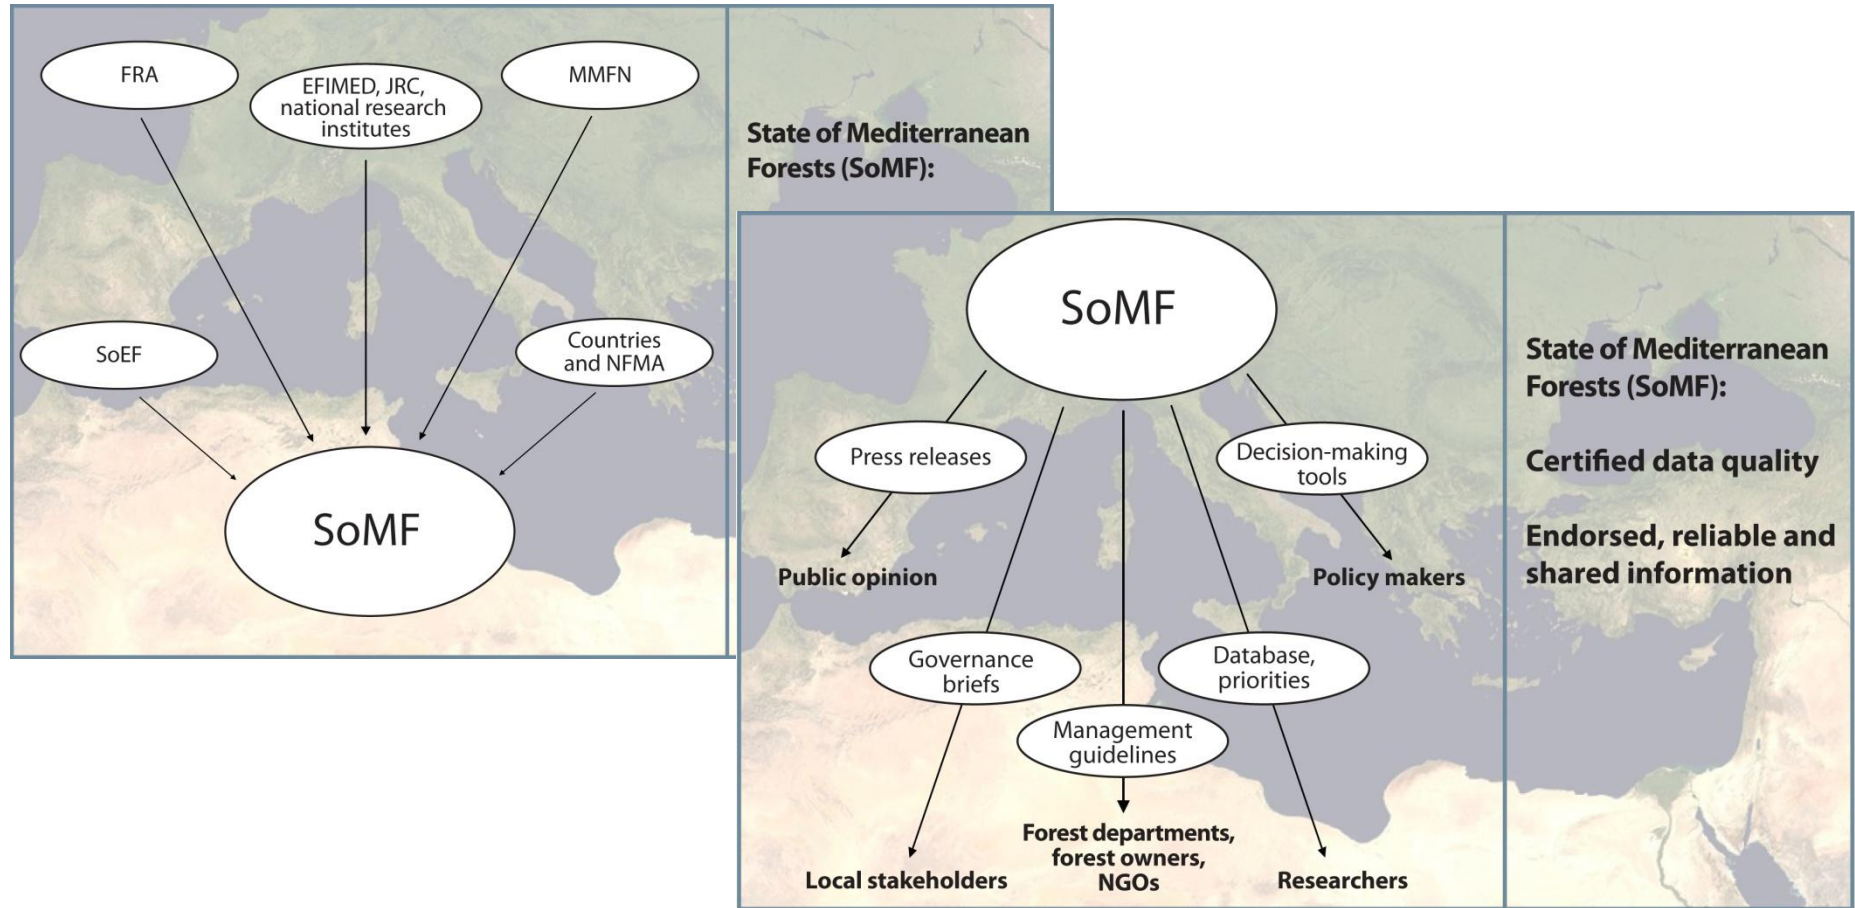 FRA
EFIMED, JRC,
national research
institutes
MMFN
SoEF
Countries
and NFMA
SoMF
State of Mediterranean
Forests (SoMF):
SoMF
Press releases
Decision-making
tools
Public opinion
Policy makers
Governance
briefs
Database,
priorities
Management
guidelines
Local stakeholders
Forest departments,
forest owners,
NGOs
Researchers
State of Mediterranean
Forests (SoMF):
Certified data quality
Endorsed, reliable and
shared information